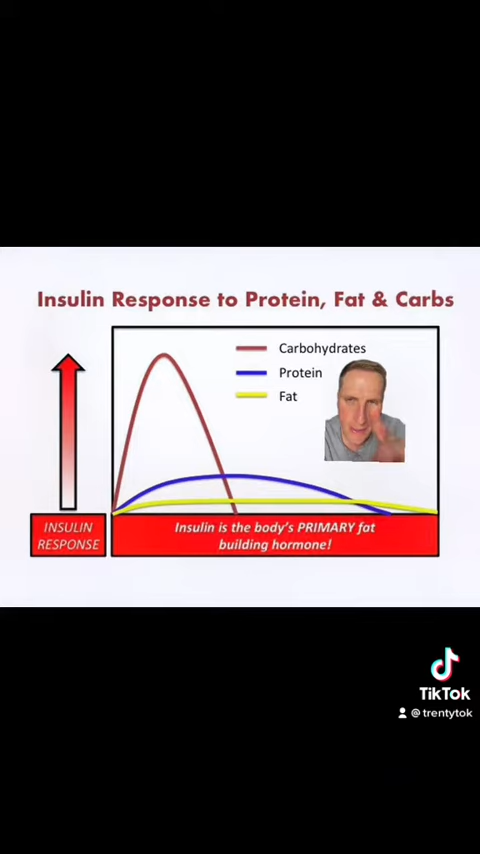 Insulin Response to Protein, Fat & Carbs
Carbohydrates
Protein
Fat
INSULIN
RESPONSE
Insulin is the body's PRIMARY fat
building hormone!
TikTok
@trentytok